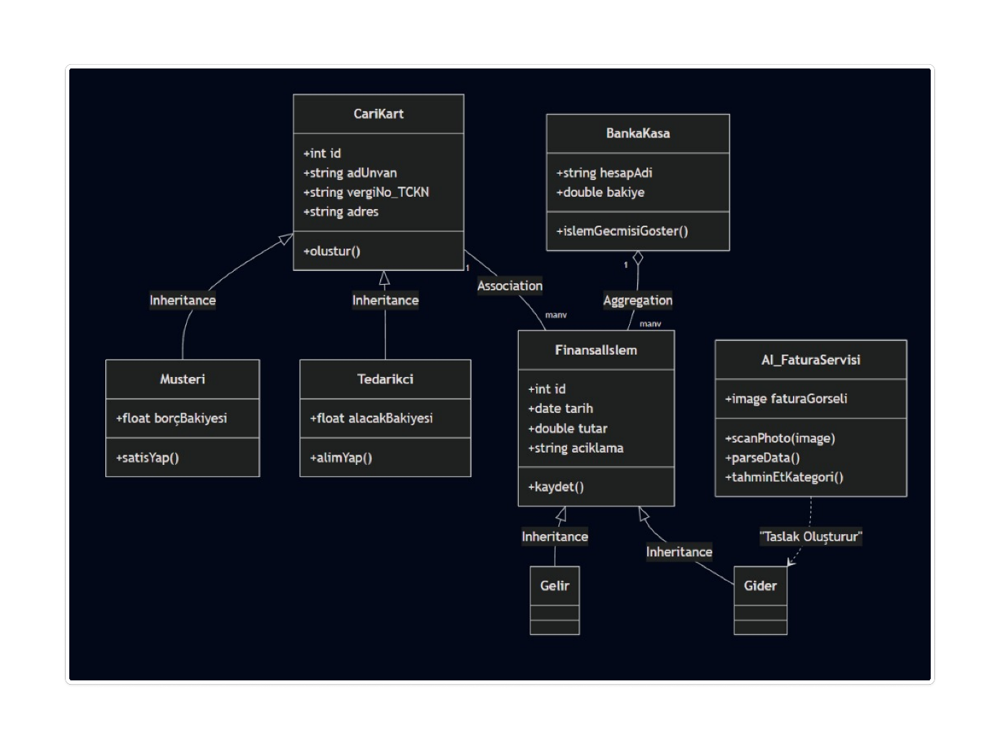 CariKart
+int id
+string adUnvan
+string vergiNo_TCKN
+string adres
+olustur()
BankaKasa
+string hesapAdi
+double bakiye
+islemGecmisiGoster()
Inheritance
Inheritance
1
Association
manv
1
Aggregation
manv
Musteri
+float borçBakiyesi
+satisYap()
Tedarikci
+float alacakBakiyesi
+alimYap()
FinansalIslem
+int id
+date tarih
+double tutar
+string aciklama
+kaydet()
AI_FaturaServisi
+image faturaGorseli
+scanPhoto(image)
+parseData()
+tahminEtKategori()
Inheritance
Inheritance
"Taslak Oluşturur"
Gelir
Gider